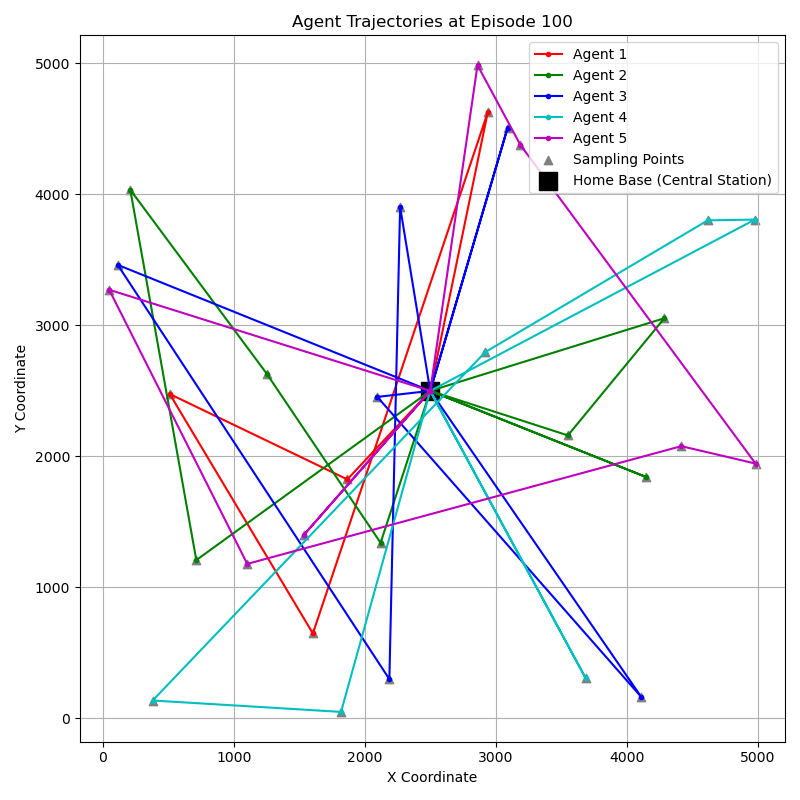 Agent Trajectories at Episode 100
Agent 1
Agent 2
Agent 3
Agent 4
Agent 5
Sampling Points
Home Base (Central Station)
5000
4000
3000
2000
1000
0
Y Coordinate
0 1000 2000 3000 4000 5000
X Coordinate